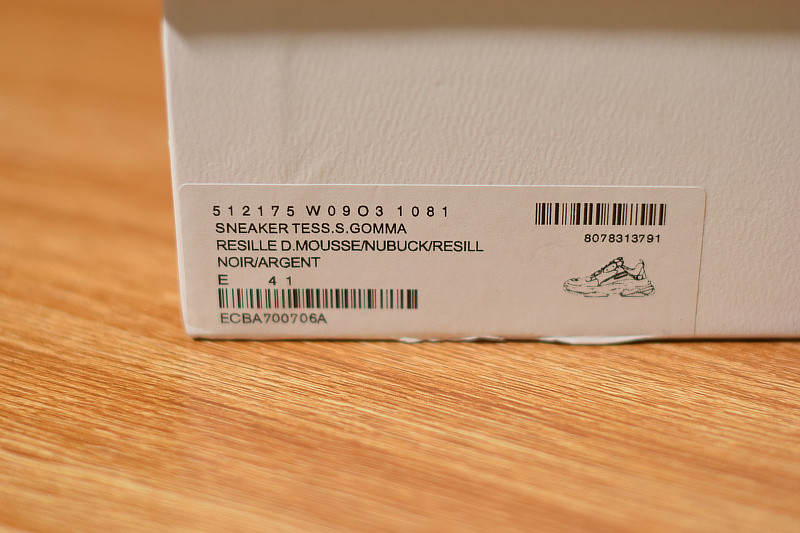 512175 W09O3 1081
SNEAKER TESS.S.GOMMA
RESILLE D.MOUSSE/NUBUCK/RESILL
NOIR/ARGENT
E 41
ECBA700706A
8078313791